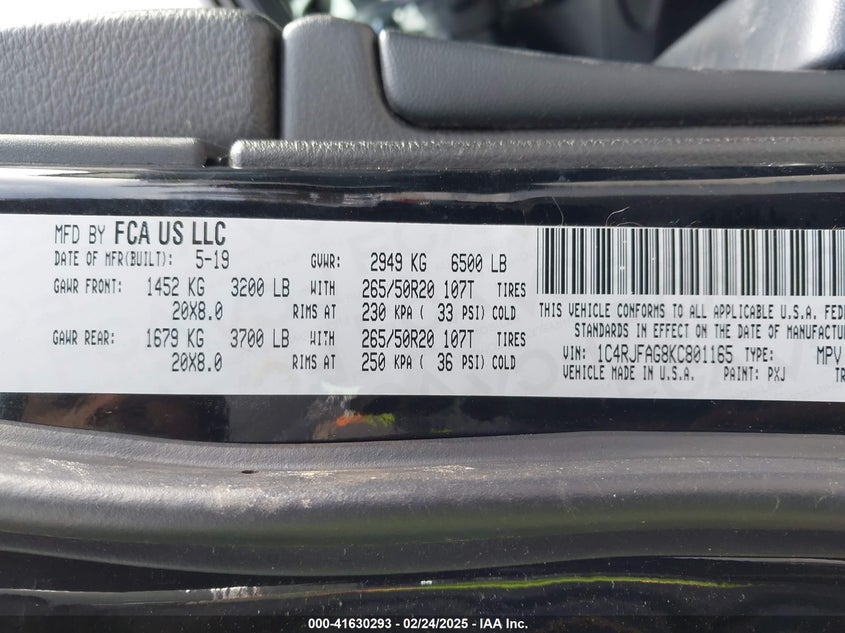 MFD BY FCA US LLC
DATE OF MFR(BUILT): 5-19 GVWR: 2949 KG 6500 LB
GAWR FRONT: 1452 KG 3200 LB WITH 265/50R20 107T TIRES
20X8.0 RIMS AT 230 KPA ( 33 PSI) COLD
GAWR REAR: 1679 KG 3700 LB WITH 265/50R20 107T TIRES
20X8.0 RIMS AT 250 KPA ( 36 PSI) COLD
THIS VEHICLE CONFORMS TO ALL APPLICABLE U.S.A. FEDE
STANDARDS IN EFFECT ON THE DATE OF MANUFACTUR
VIN: 1C4RJFAG8KC801165 TYPE: MPV
VEHICLE MADE IN U.S.A. PAINT: PXJ TR
000-41630293 - 02/24/2025 - IAA Inc.